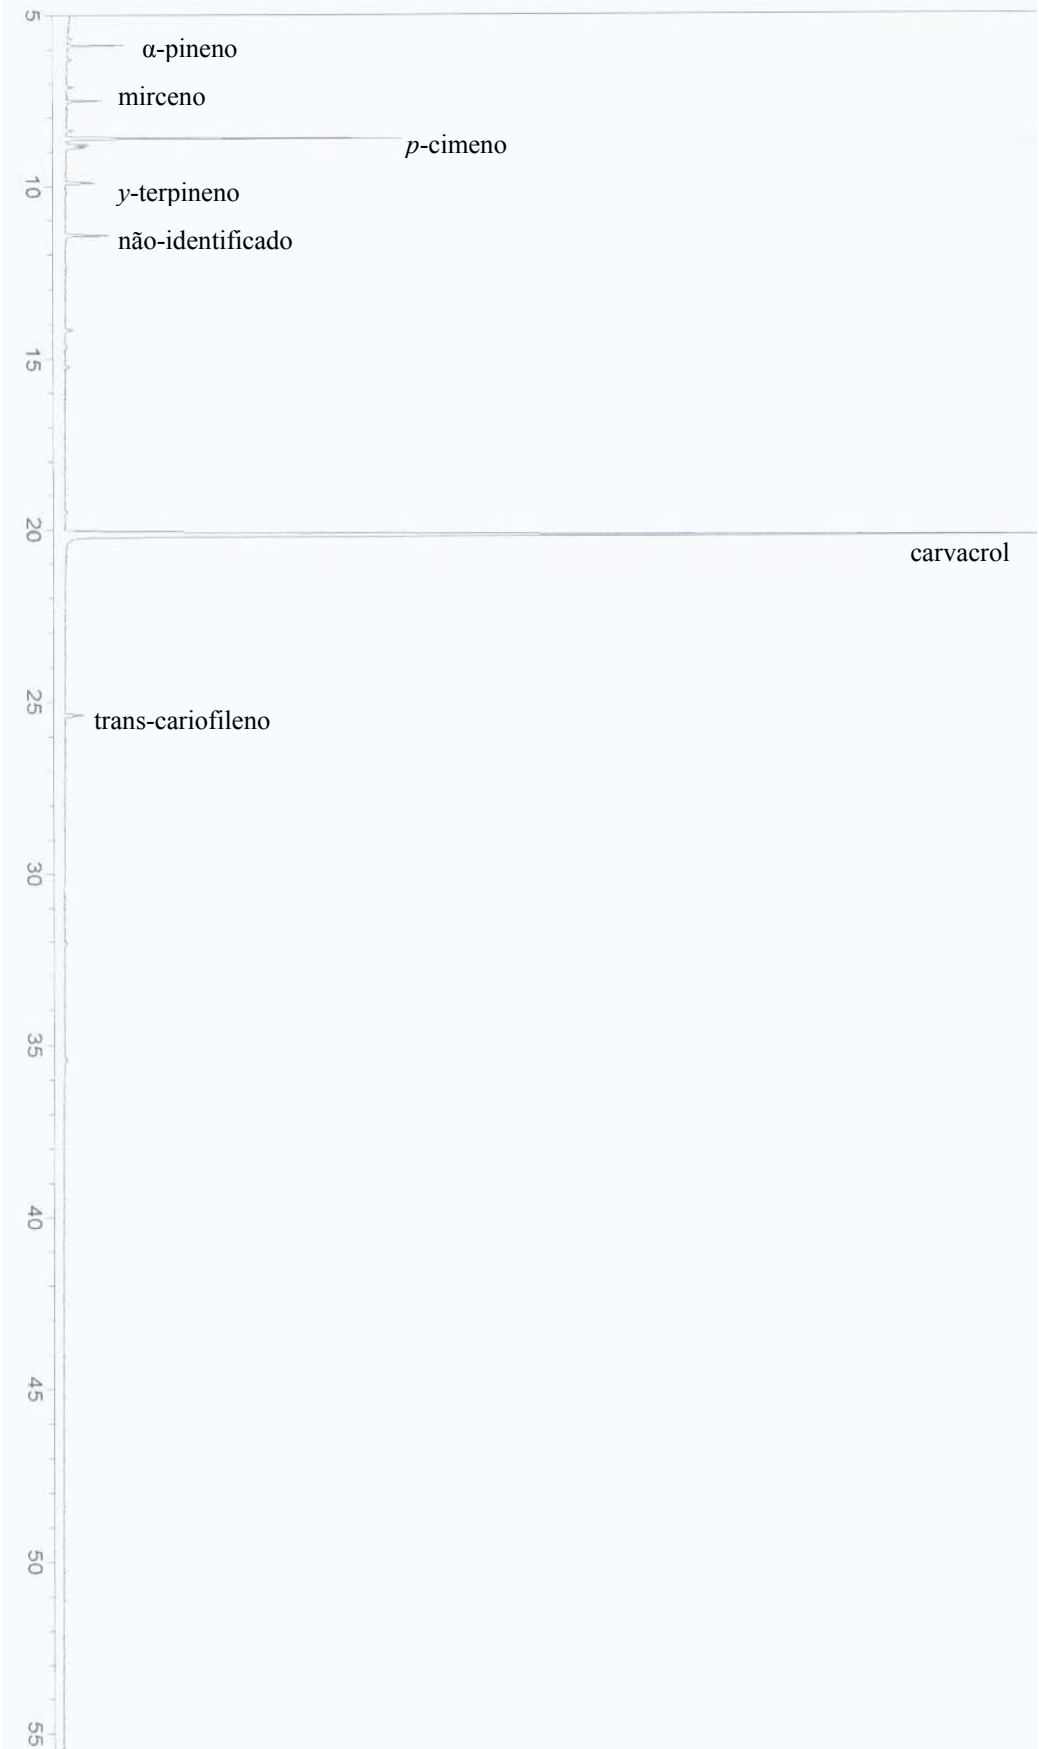 5
α-pineno
mirceno
p-cimeno
10
y-terpineno
não-identificado
15
20
carvacrol
25
trans-cariofileno
30
35
40
45
50
55